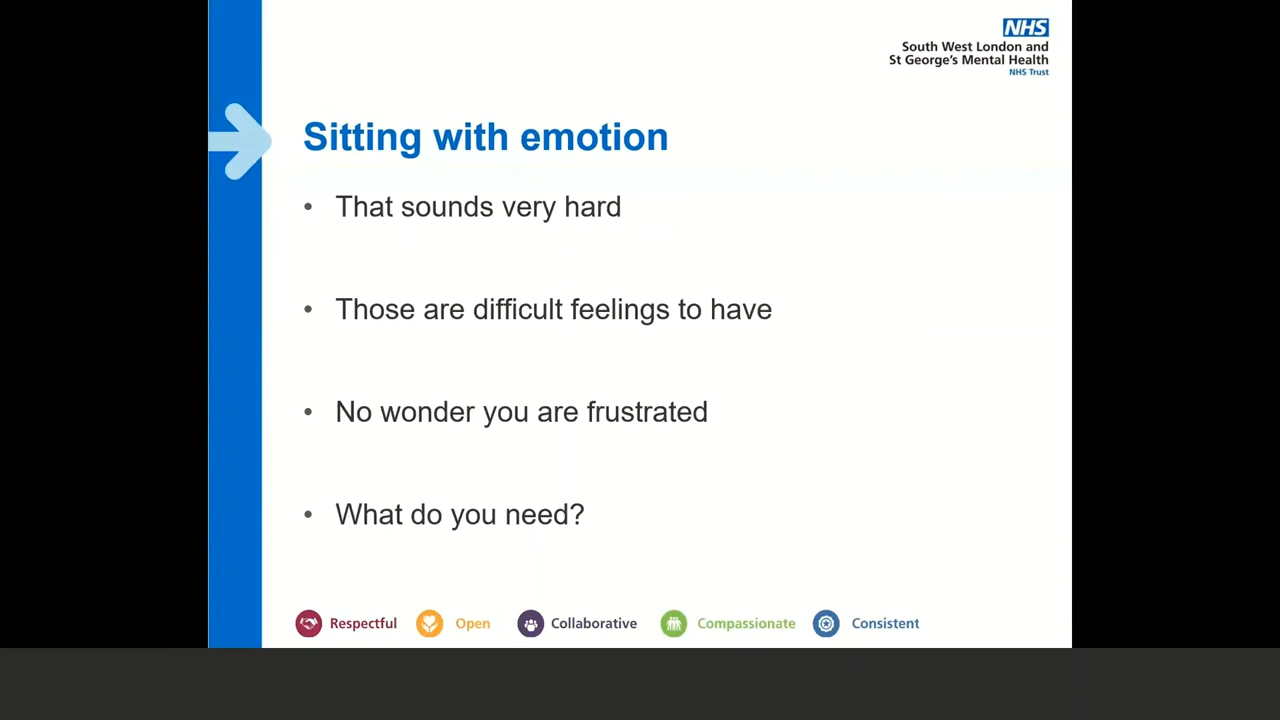 NHS
South West London and
St George's Mental Health
NHS Trust
Sitting with emotion
• That sounds very hard
• Those are difficult feelings to have
• No wonder you are frustrated
• What do you need?
Respectful Open Collaborative Compassionate Consistent